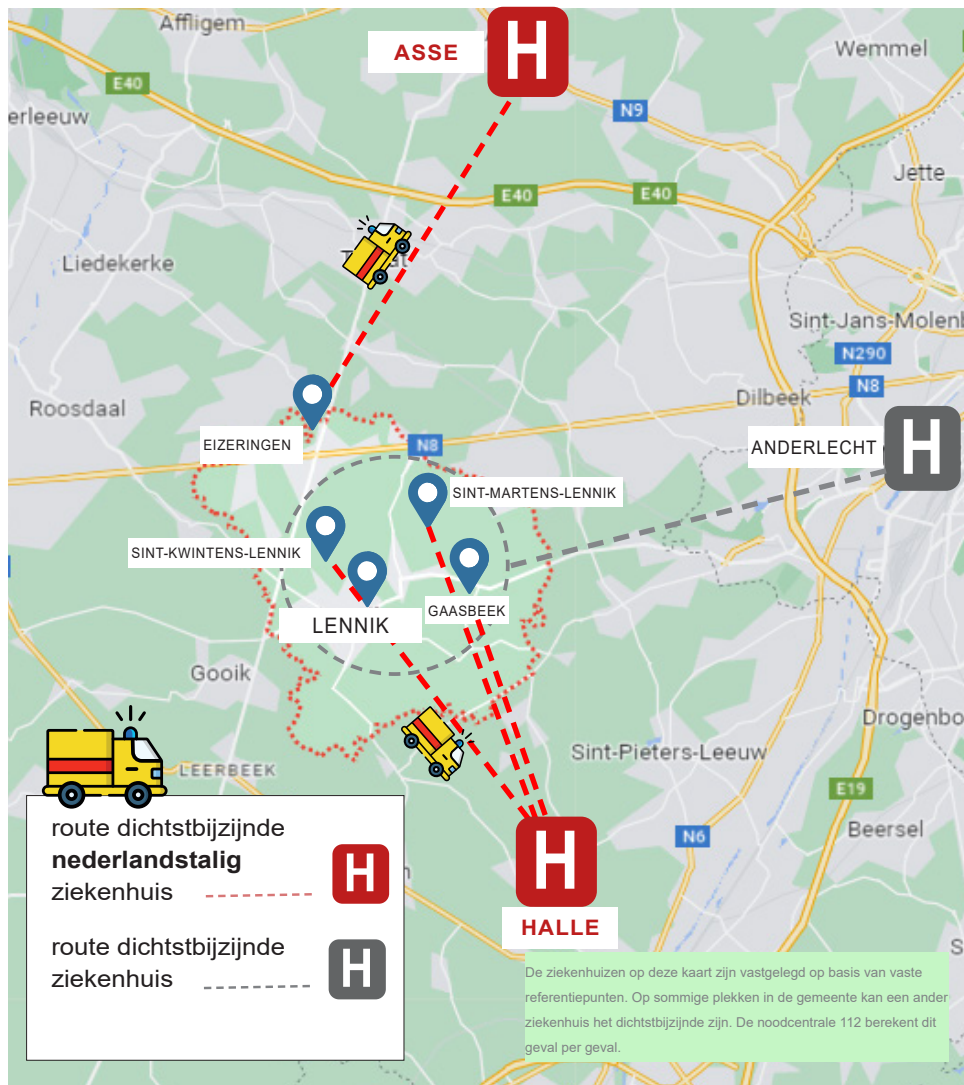 Affligem
ASSE
H
Wemmel
E40
N9
erleeuw
Jette
E40
E40
Liedekerke
Sint-Jans-Molenb
N290
N8
Dilbeek
Roosdaal
EIZERINGEN
N8
ANDERLECHT
H
SINT-MARTENS-LENNIK
SINT-KWINTENS-LENNIK
GAASBEEK
LENNIK
Gooik
Drogenbo
Sint-Pieters-Leeuw
LEERBEEK
E19
Beersel
N6
H
HALLE
route dichtstbijzijnde
nederlandstalig
ziekenhuis
H
route dichtstbijzijnde
ziekenhuis
H
De ziekenhuizen op deze kaart zijn vastgelegd op basis van vaste
referentiepunten. Op sommige plekken in de gemeente kan een ander
ziekenhuis het dichtstbijzijnde zijn. De noodcentrale 112 berekent dit
geval per geval.